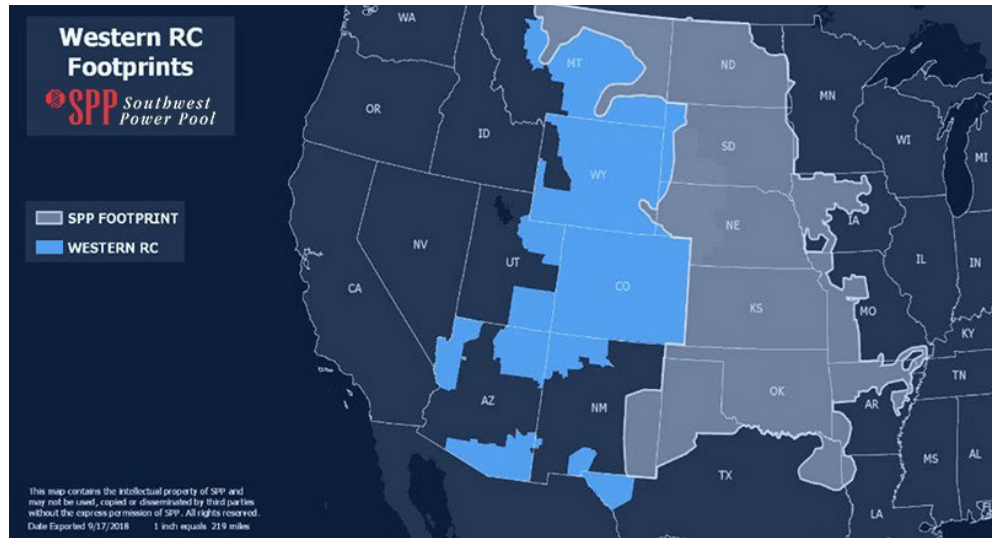 Western RC
Footprints
SPP Southwest
Power Pool
SPP FOOTPRINT
WESTERN RC
WA
MT
ND
MN
OR
ID
SD
WI
MI
WY
NV
UT
NE
IA
IL
IN
CA
CO
KS
MO
KY
AZ
NM
OK
AR
TN
TX
MS
AL
LA
FL
This map contains the intellectual property of SPP and
may not be used, copied or disseminated by third parties
without the express permission of SPP. All rights reserved.
Date Exported 9/17/2018 1 inch equals 219 miles